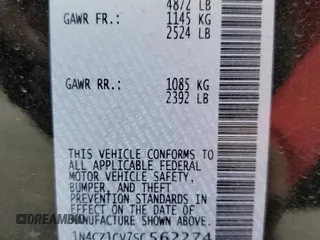 4872 LB
GAWR FR.: 1145 KG
2524 LB
GAWR RR.: 1085 KG
2392 LB
THIS VEHICLE CONFORMS TO
ALL APPLICABLE FEDERAL
MOTOR VEHICLE SAFETY,
BUMPER, AND THEFT
PREVENTION STANDARDS IN
EFFECT ON THE DATE OF
MANUFACTURE SHOWN ABOVE.
1N4CZ1CV7SC562274
DREAMBID